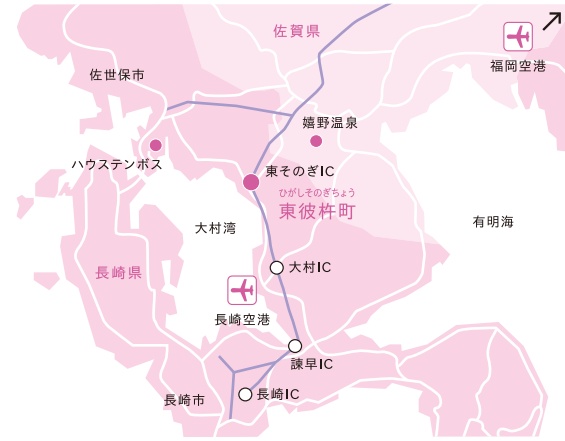 佐賀県
福岡空港
佐世保市
嬉野温泉
ハウステンボス
東そのぎIC
ひがしそのぎちょう
東彼杵町
大村湾
有明海
長崎県
大村IC
長崎空港
諫早IC
長崎市
長崎IC